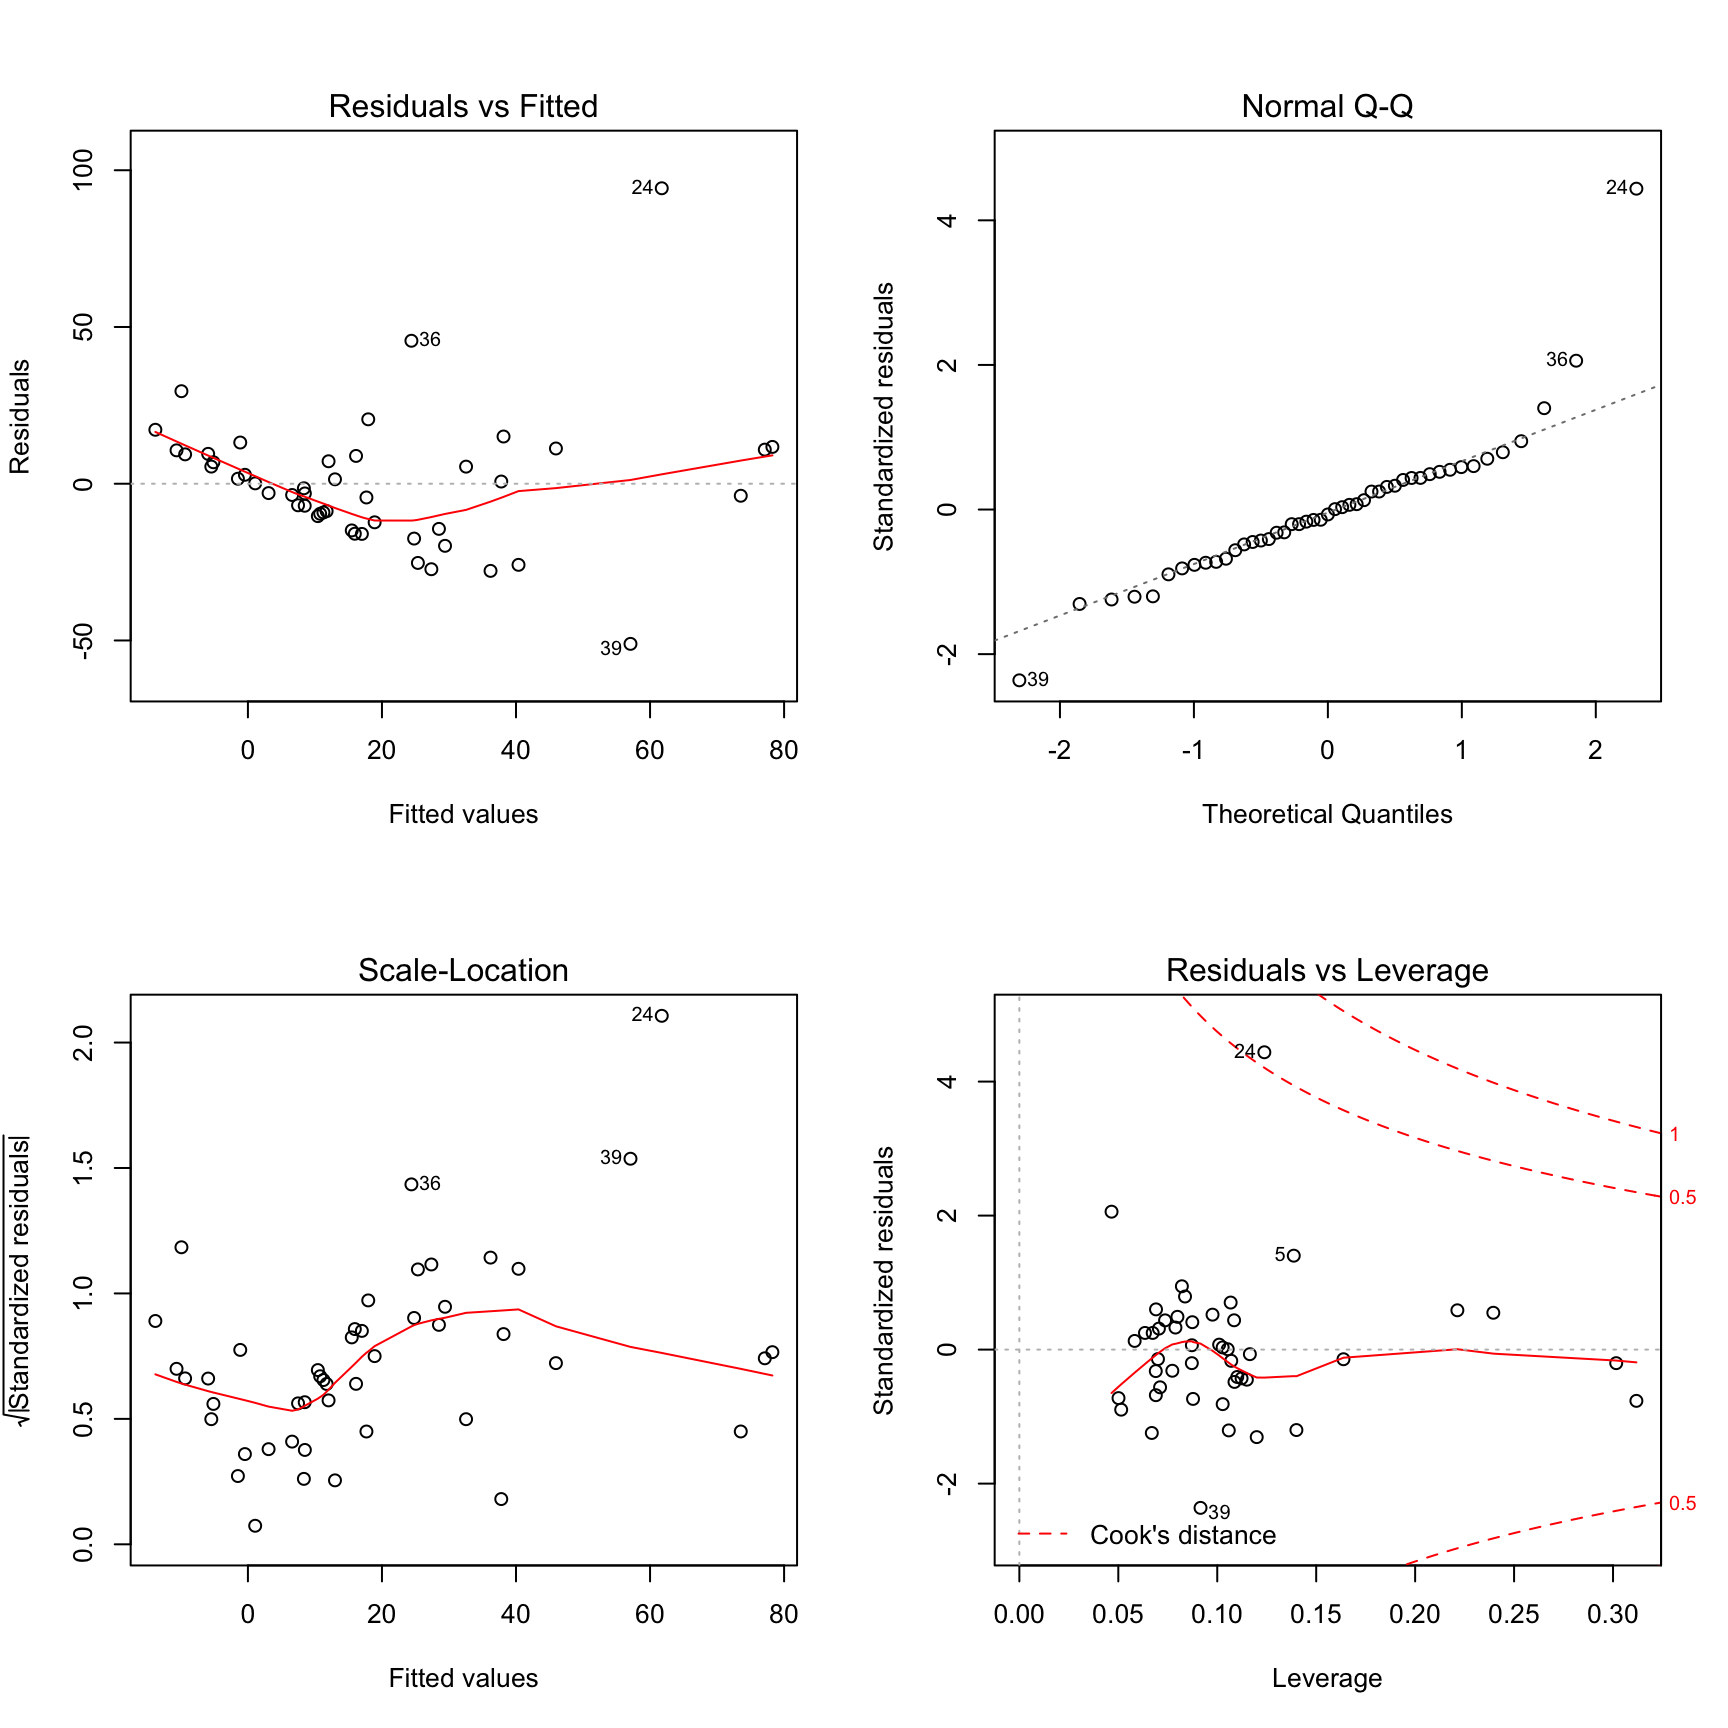 Residuals vs Fitted
Residuals
100
50
0
-50
24
36
39
0 20 40 60 80
Fitted values
Normal Q-Q
Standardized residuals
4
2
0
-2
24
36
39
-2 -1 0 1 2
Theoretical Quantiles
Scale-Location
√|Standardized residuals|
2.0
1.5
1.0
0.5
0.0
24
39
36
0 20 40 60 80
Fitted values
Residuals vs Leverage
Standardized residuals
4
2
0
-2
24
5
39
1
0.5
0.5
Cook's distance
0.00 0.05 0.10 0.15 0.20 0.25 0.30
Leverage